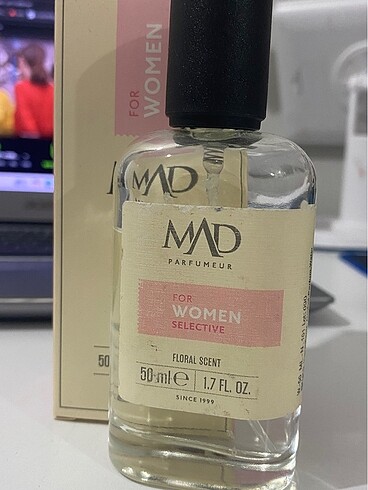 FOR
WOMEN
MAD
50
MAD
PARFUMEUR
FOR
WOMEN
SELECTIVE
FLORAL SCENT
50 ml ℮ 1.7 FL. OZ.
SINCE 1999